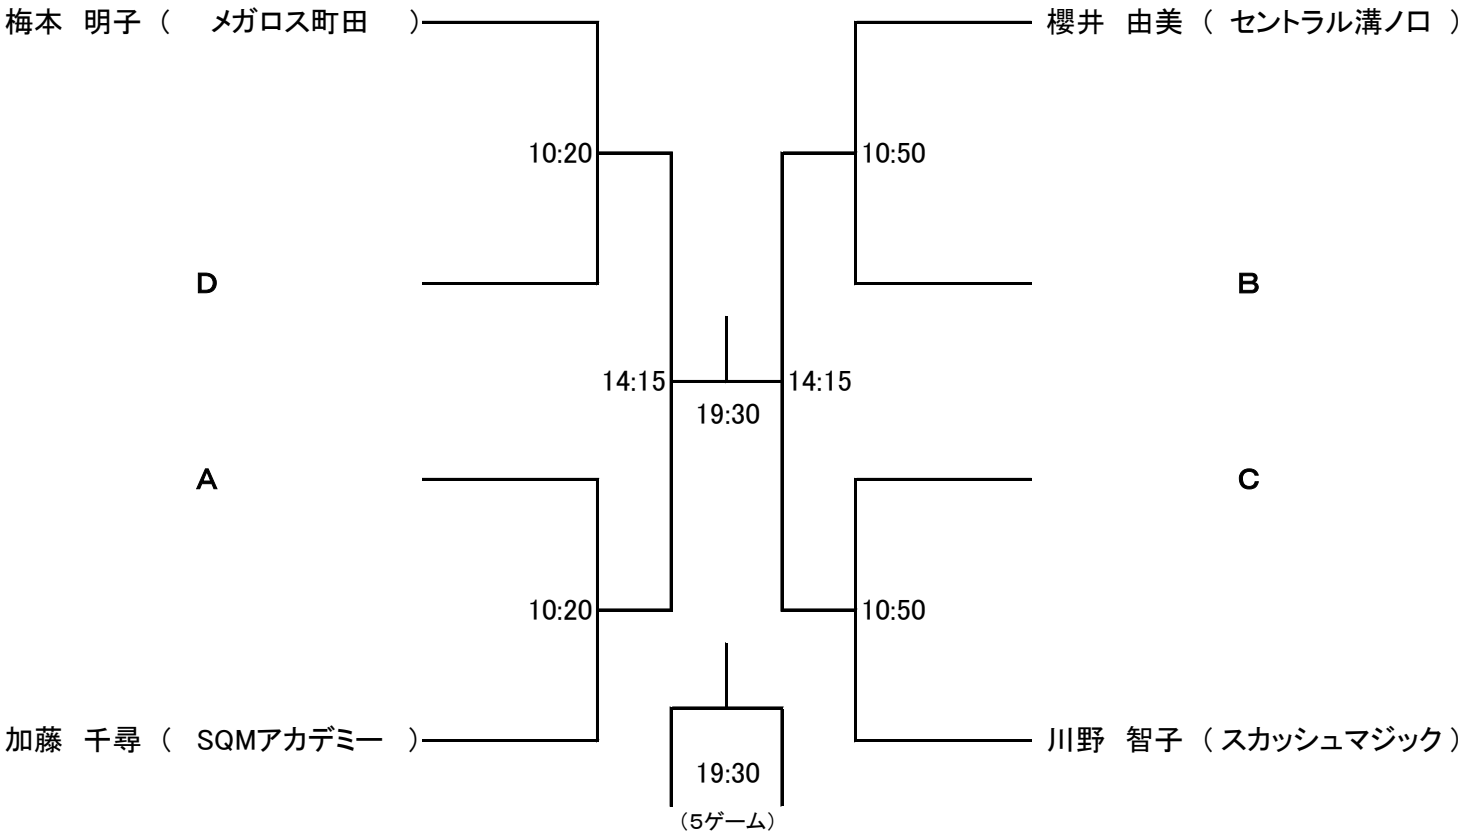 梅本　明子 （　メガロス町田　）
櫻井　由美 （ セントラル溝ノ口 ）
10:20
10:50
D
B
14:15
14:15
19:30
A
C
10:20
10:50
加藤　千尋 （　SQMアカデミー　）
川野　智子 （ スカッシュマジック ）
19:30
（5ゲーム）